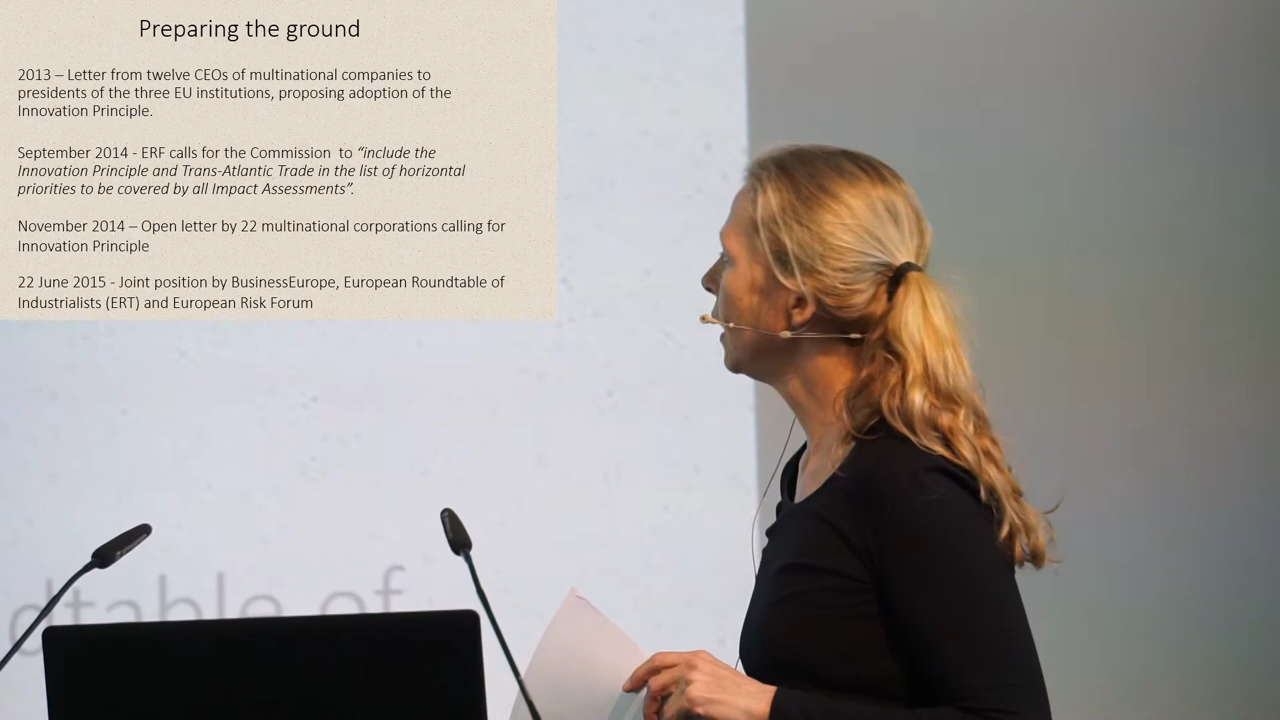 Preparing the ground
2013 – Letter from twelve CEOs of multinational companies to
presidents of the three EU institutions, proposing adoption of the
Innovation Principle.
September 2014 - ERF calls for the Commission  to “include the
Innovation Principle and Trans-Atlantic Trade in the list of horizontal
priorities to be covered by all Impact Assessments”.
November 2014 – Open letter by 22 multinational corporations calling for
Innovation Principle
22 June 2015 - Joint position by BusinessEurope, European Roundtable of
Industrialists (ERT) and European Risk Forum
dtable of